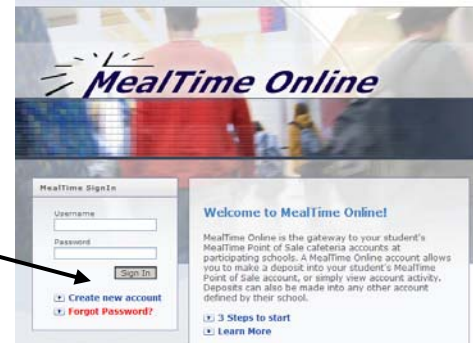 MealTime Online
MealTime SignIn
Username
Password
Sign In
Create new account
Forgot Password?
Welcome to MealTime Online!
MealTime Online is the gateway to your student's
MealTime Point of Sale cafeteria accounts at
participating schools. A MealTime Online account allows
you to make a deposit into your student's MealTime
Point of Sale account, or simply view account activity.
Deposits can also be made into any other account
defined by their school.
3 Steps to start
Learn More